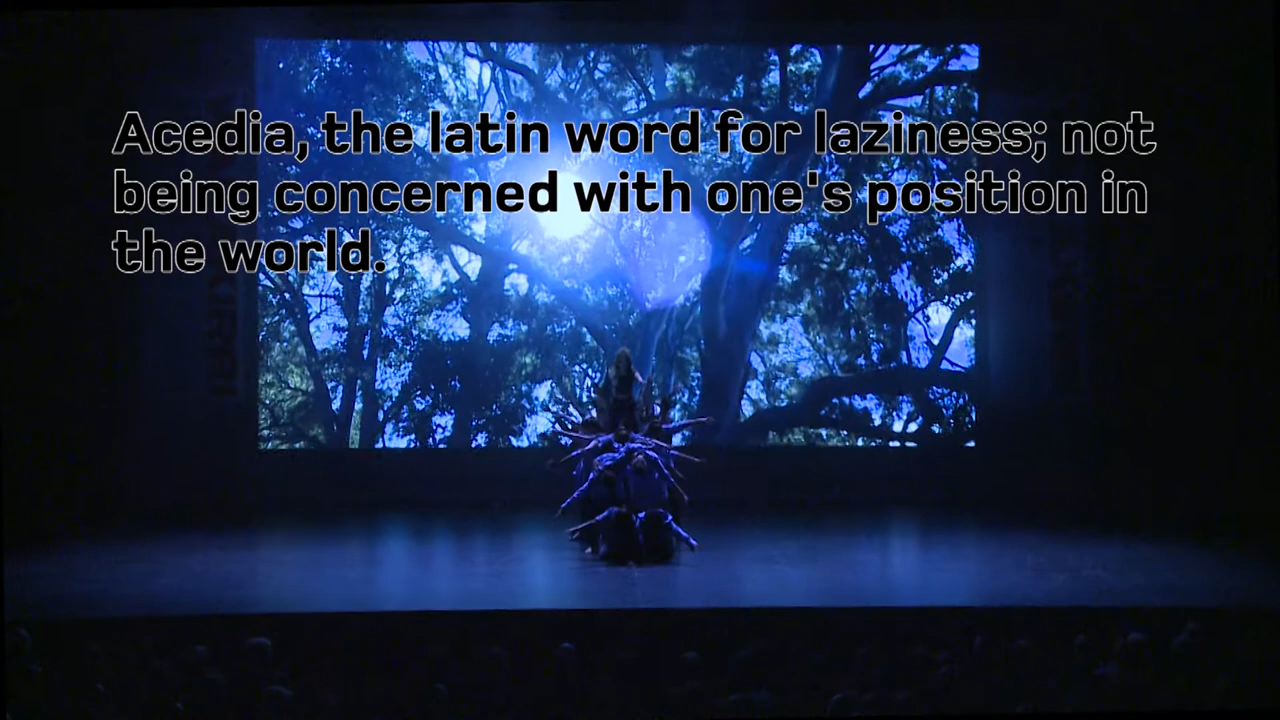 Acedia, the latin word for laziness; not
being concerned with one's position in
the world.